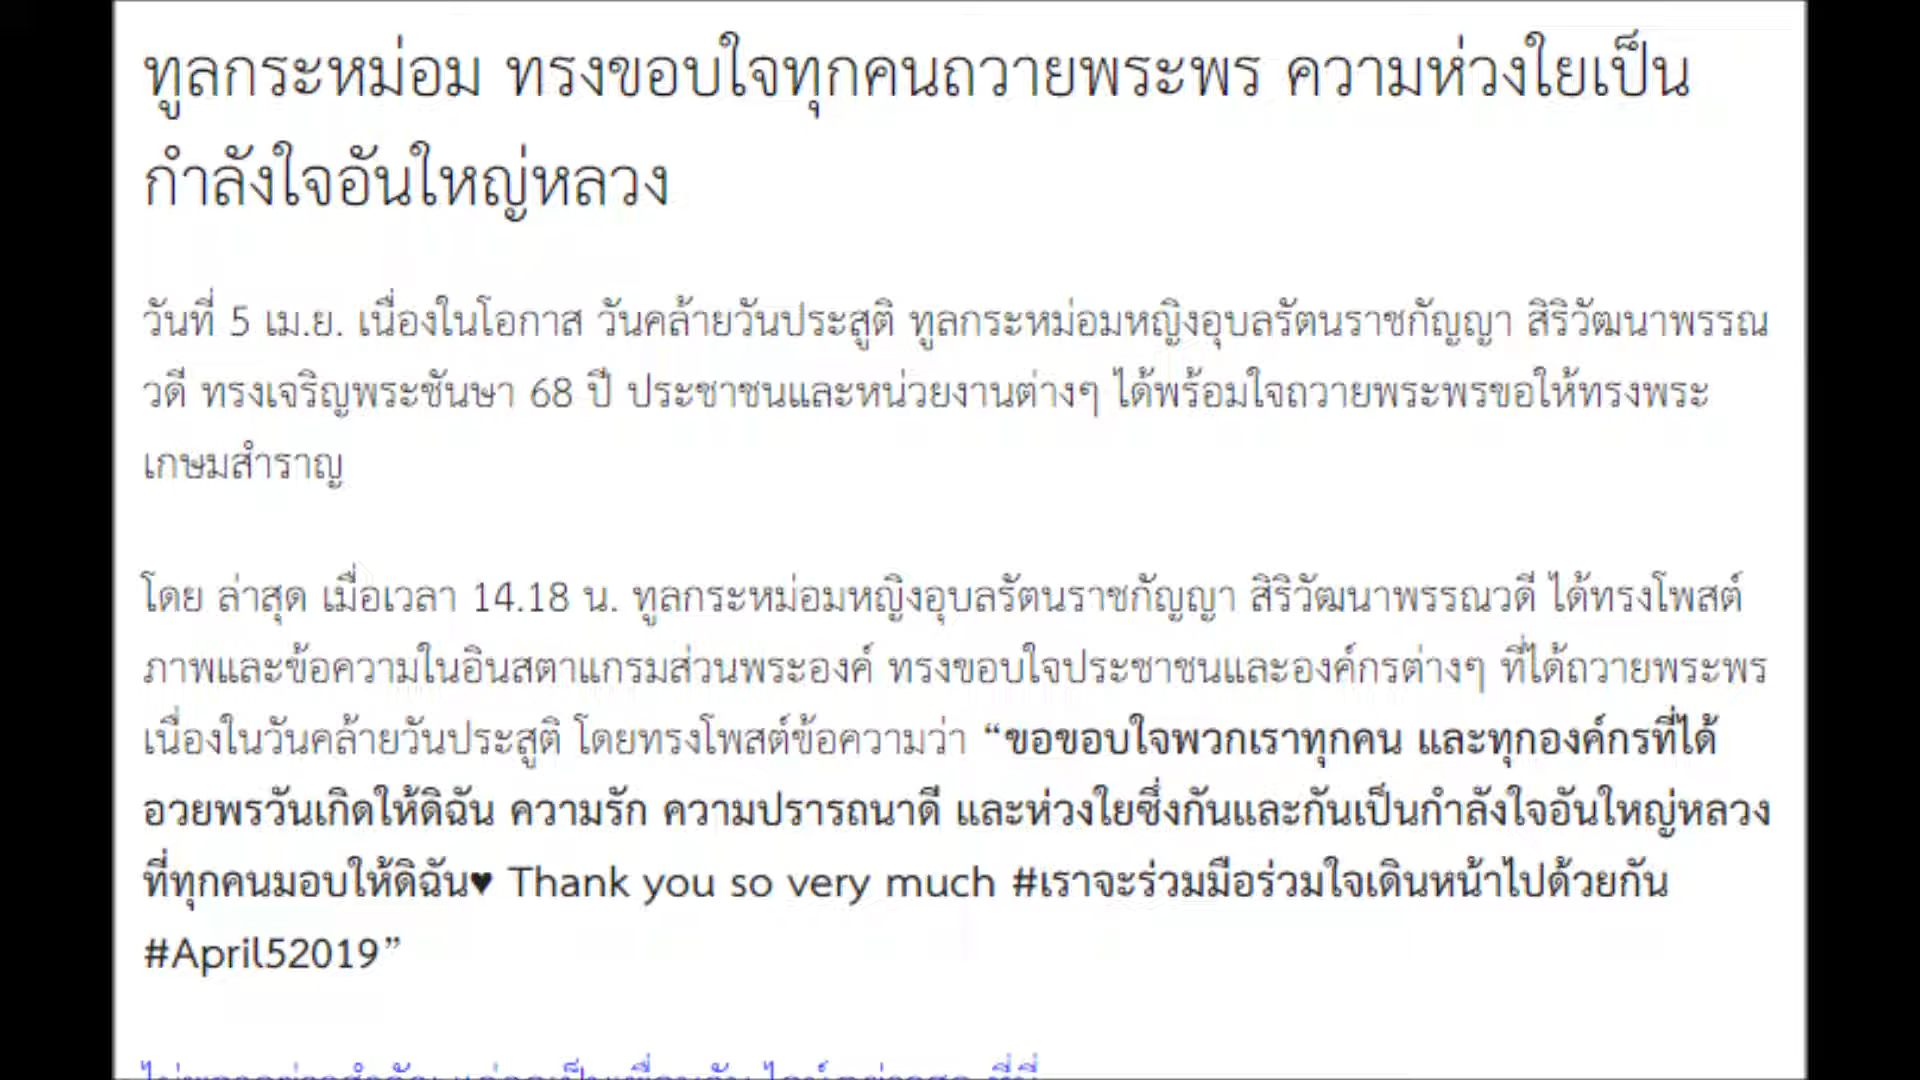 ทูลกระหม่อม ทรงขอบใจทุกคนถวายพระพร ความห่วงใยเป็น
กำลังใจอันใหญ่หลวง
วันที่ 5 เม.ย. เนื่องในโอกาส วันคล้ายวันประสูติ ทูลกระหม่อมหญิงอุบลรัตนราชกัญญา สิริวัฒนาพรรณ
วดี ทรงเจริญพระชันษา 68 ปี ประชาชนและหน่วยงานต่างๆ ได้พร้อมใจถวายพระพรขอให้ทรงพระ
เกษมสำราญ
โดย ล่าสุด เมื่อเวลา 14.18 น. ทูลกระหม่อมหญิงอุบลรัตนราชกัญญา สิริวัฒนาพรรณวดี ได้ทรงโพสต์
ภาพและข้อความในอินสตาแกรมส่วนพระองค์ ทรงขอบใจประชาชนและองค์กรต่างๆ ที่ได้ถวายพระพร
เนื่องในวันคล้ายวันประสูติ โดยทรงโพสต์ข้อความว่า “ขอขอบใจพวกเราทุกคน และทุกองค์กรที่ได้
อวยพรวันเกิดให้ดิฉัน ความรัก ความปรารถนาดี และห่วงใยซึ่งกันและกันเป็นกำลังใจอันใหญ่หลวง
ที่ทุกคนมอบให้ดิฉัน♥ Thank you so very much #เราจะร่วมมือร่วมใจเดินหน้าไปด้วยกัน
#April52019”